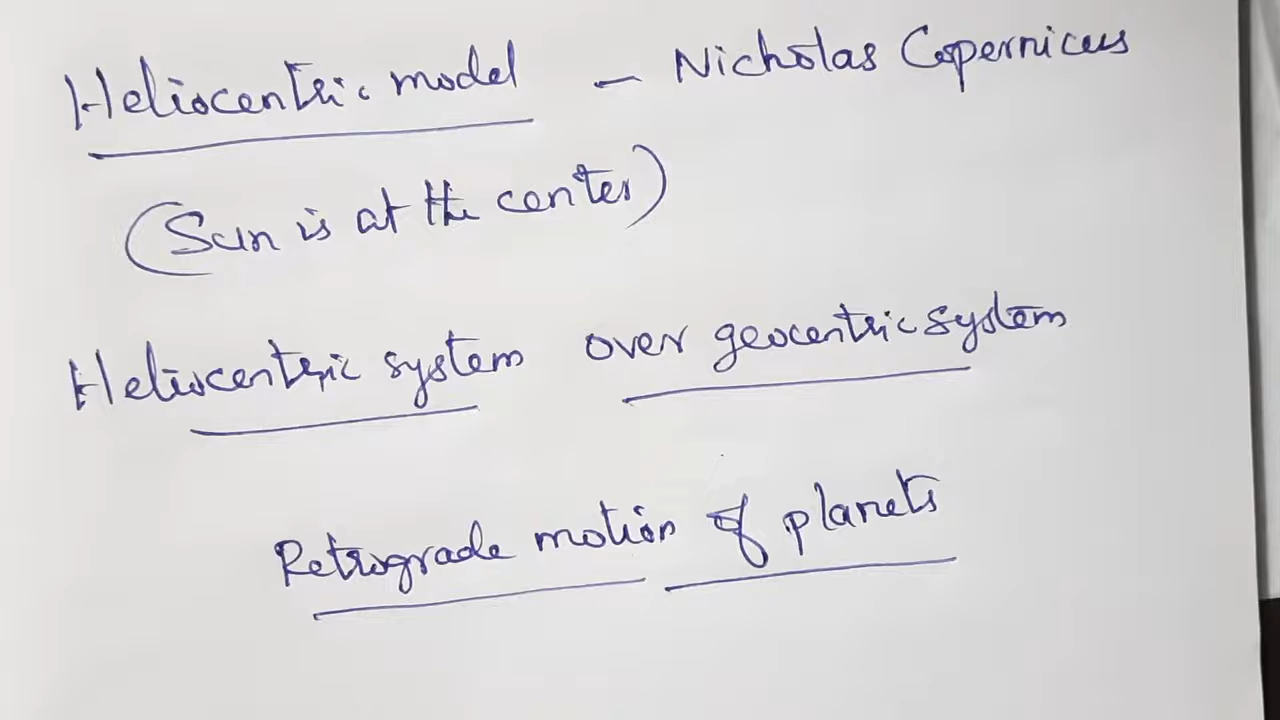 Heliocentric model - Nicholas Copernicus
(Sun is at the center)
Heliocentric system over geocentric system
Retrograde motion of planets